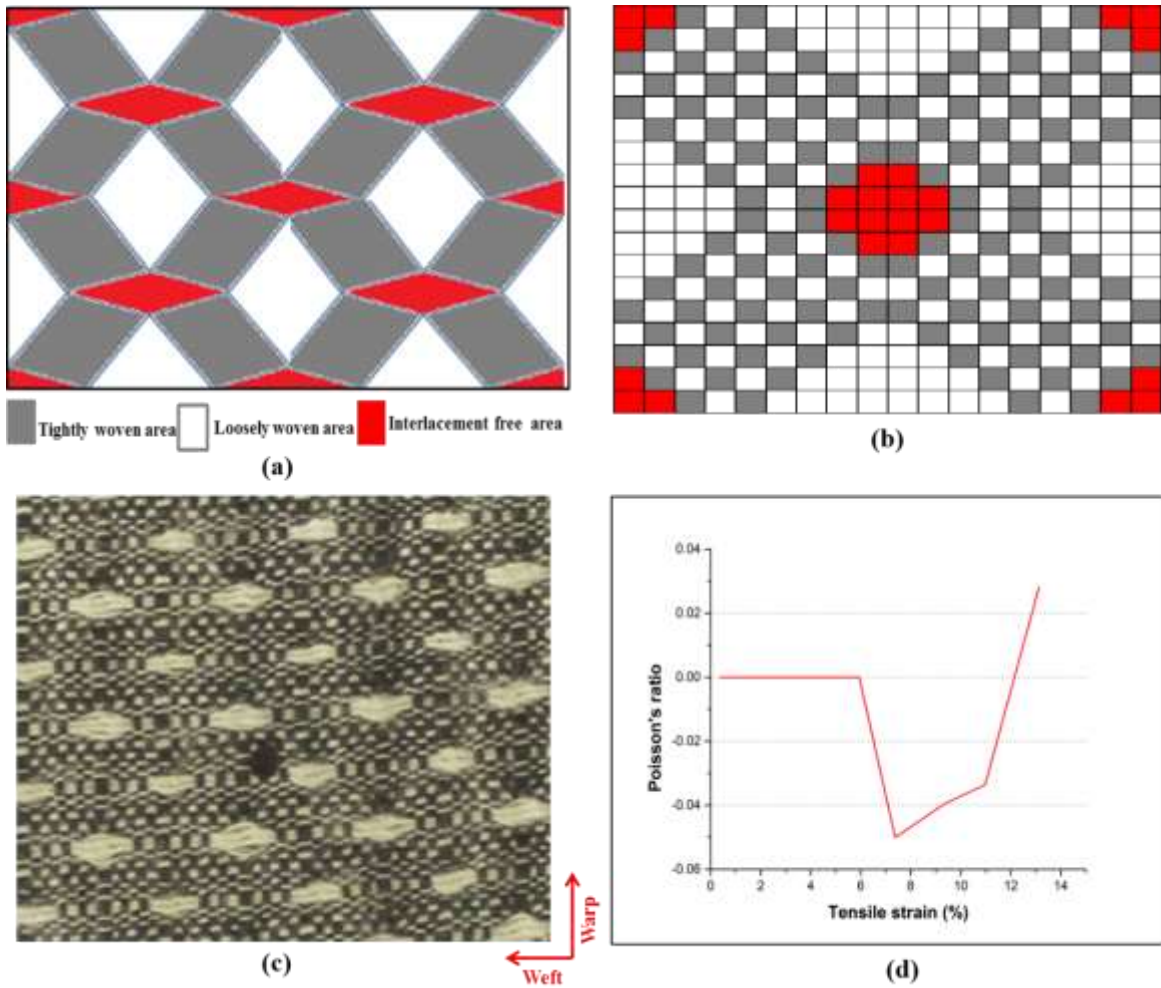 Tightly woven area
Loosely woven area
Interlacement free area
(a)
(b)
(c)
Warp
Weft
Poisson's ratio
0.04
0.02
0.00
-0.02
-0.04
-0.06
0 2 4 6 8 10 12 14
Tensile strain (%)
(d)